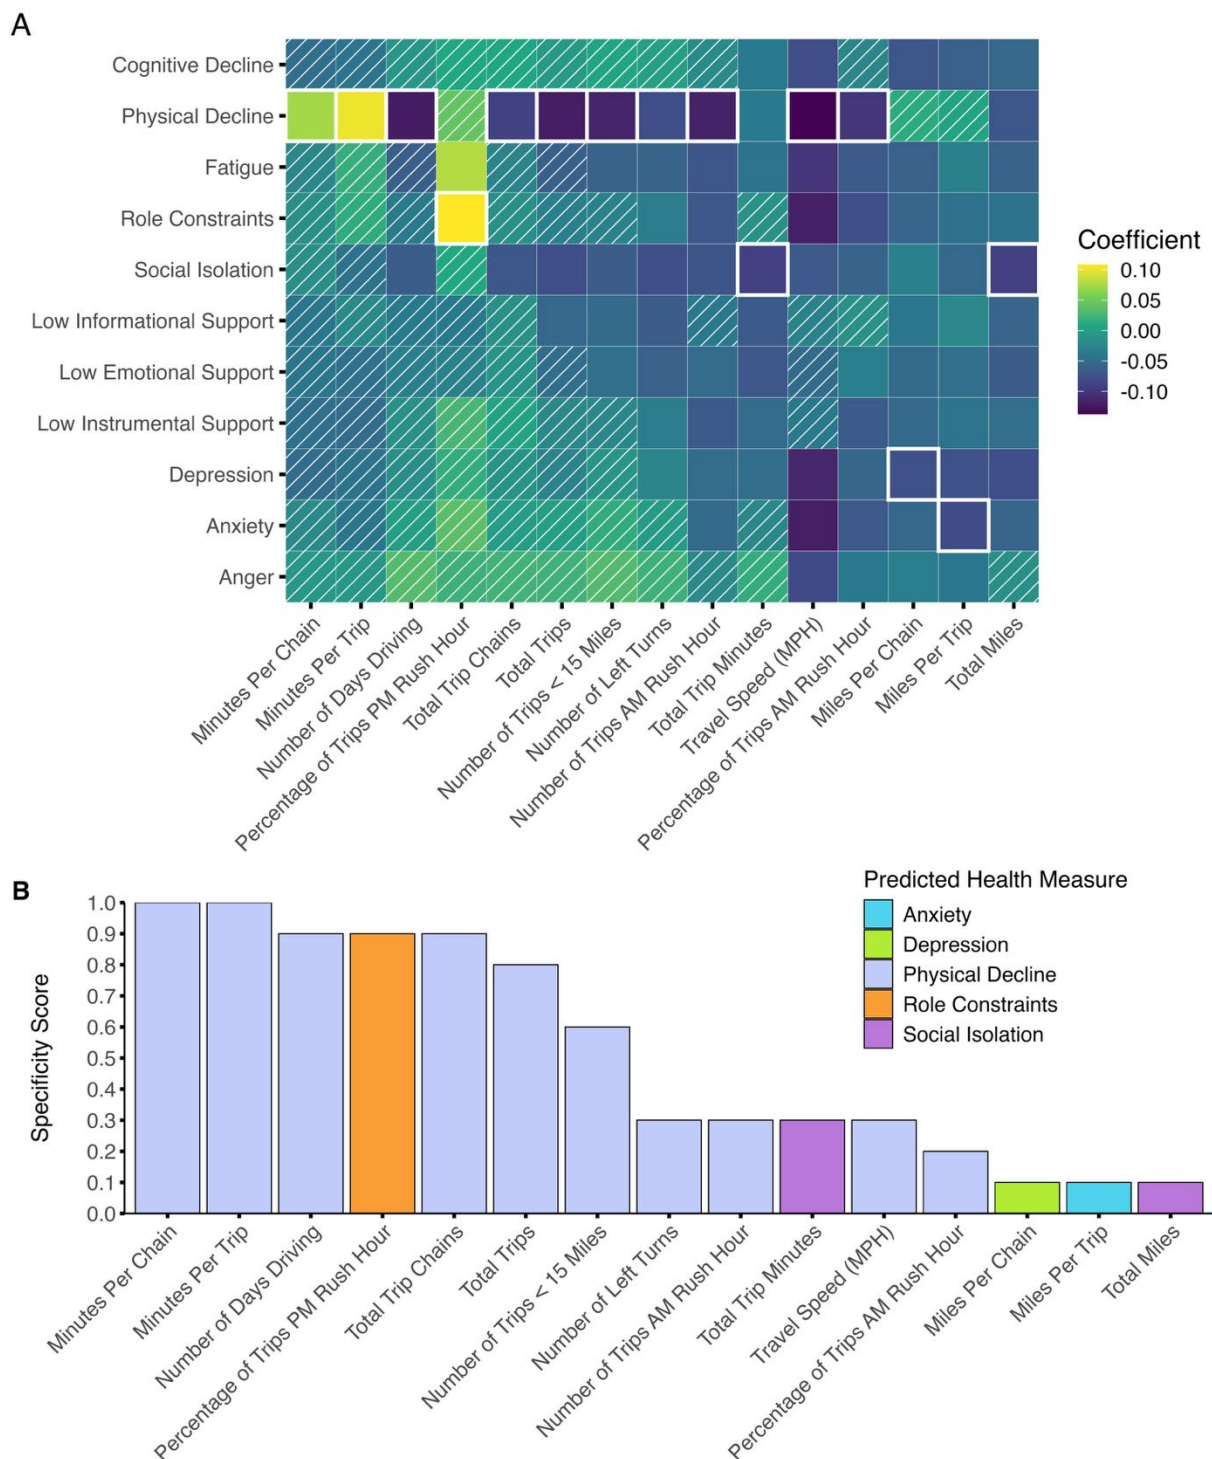 A
Cognitive Decline
Physical Decline
Fatigue
Role Constraints
Social Isolation
Low Informational Support
Low Emotional Support
Low Instrumental Support
Depression
Anxiety
Anger
Coefficient
0.10
0.05
0.00
-0.05
-0.10
Minutes Per Chain
Minutes Per Trip
Number of Days Driving
Percentage of Trips PM Rush Hour
Total Trip Chains
Total Trips
Number of Trips < 15 Miles
Number of Left Turns
Number of Trips AM Rush Hour
Total Trip Minutes
Travel Speed (MPH)
Percentage of Trips AM Rush Hour
Miles Per Chain
Miles Per Trip
Total Miles
B
Predicted Health Measure
Anxiety
Depression
Physical Decline
Role Constraints
Social Isolation
Specificity Score
1.0
0.9
0.8
0.7
0.6
0.5
0.4
0.3
0.2
0.1
0.0
Minutes Per Chain
Minutes Per Trip
Number of Days Driving
Percentage of Trips PM Rush Hour
Total Trip Chains
Total Trips
Number of Trips < 15 Miles
Number of Left Turns
Number of Trips AM Rush Hour
Total Trip Minutes
Travel Speed (MPH)
Percentage of Trips AM Rush Hour
Miles Per Chain
Miles Per Trip
Total Miles